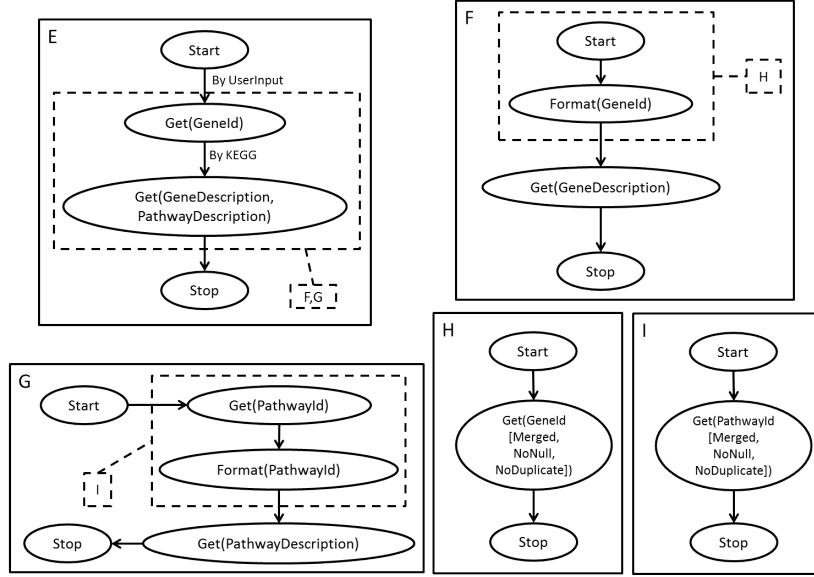 E
Start
By UserInput
Get(GeneId)
By KEGG
Get(GeneDescription,
PathwayDescription)
Stop
F,G
F
Start
H
Format(GeneId)
Get(GeneDescription)
Stop
G
Start
Get(PathwayId)
Format(PathwayId)
I
Stop
Get(PathwayDescription)
H
Start
Get(GeneId
[Merged,
NoNull,
NoDuplicate])
Stop
I
Start
Get(PathwayId
[Merged,
NoNull,
NoDuplicate])
Stop